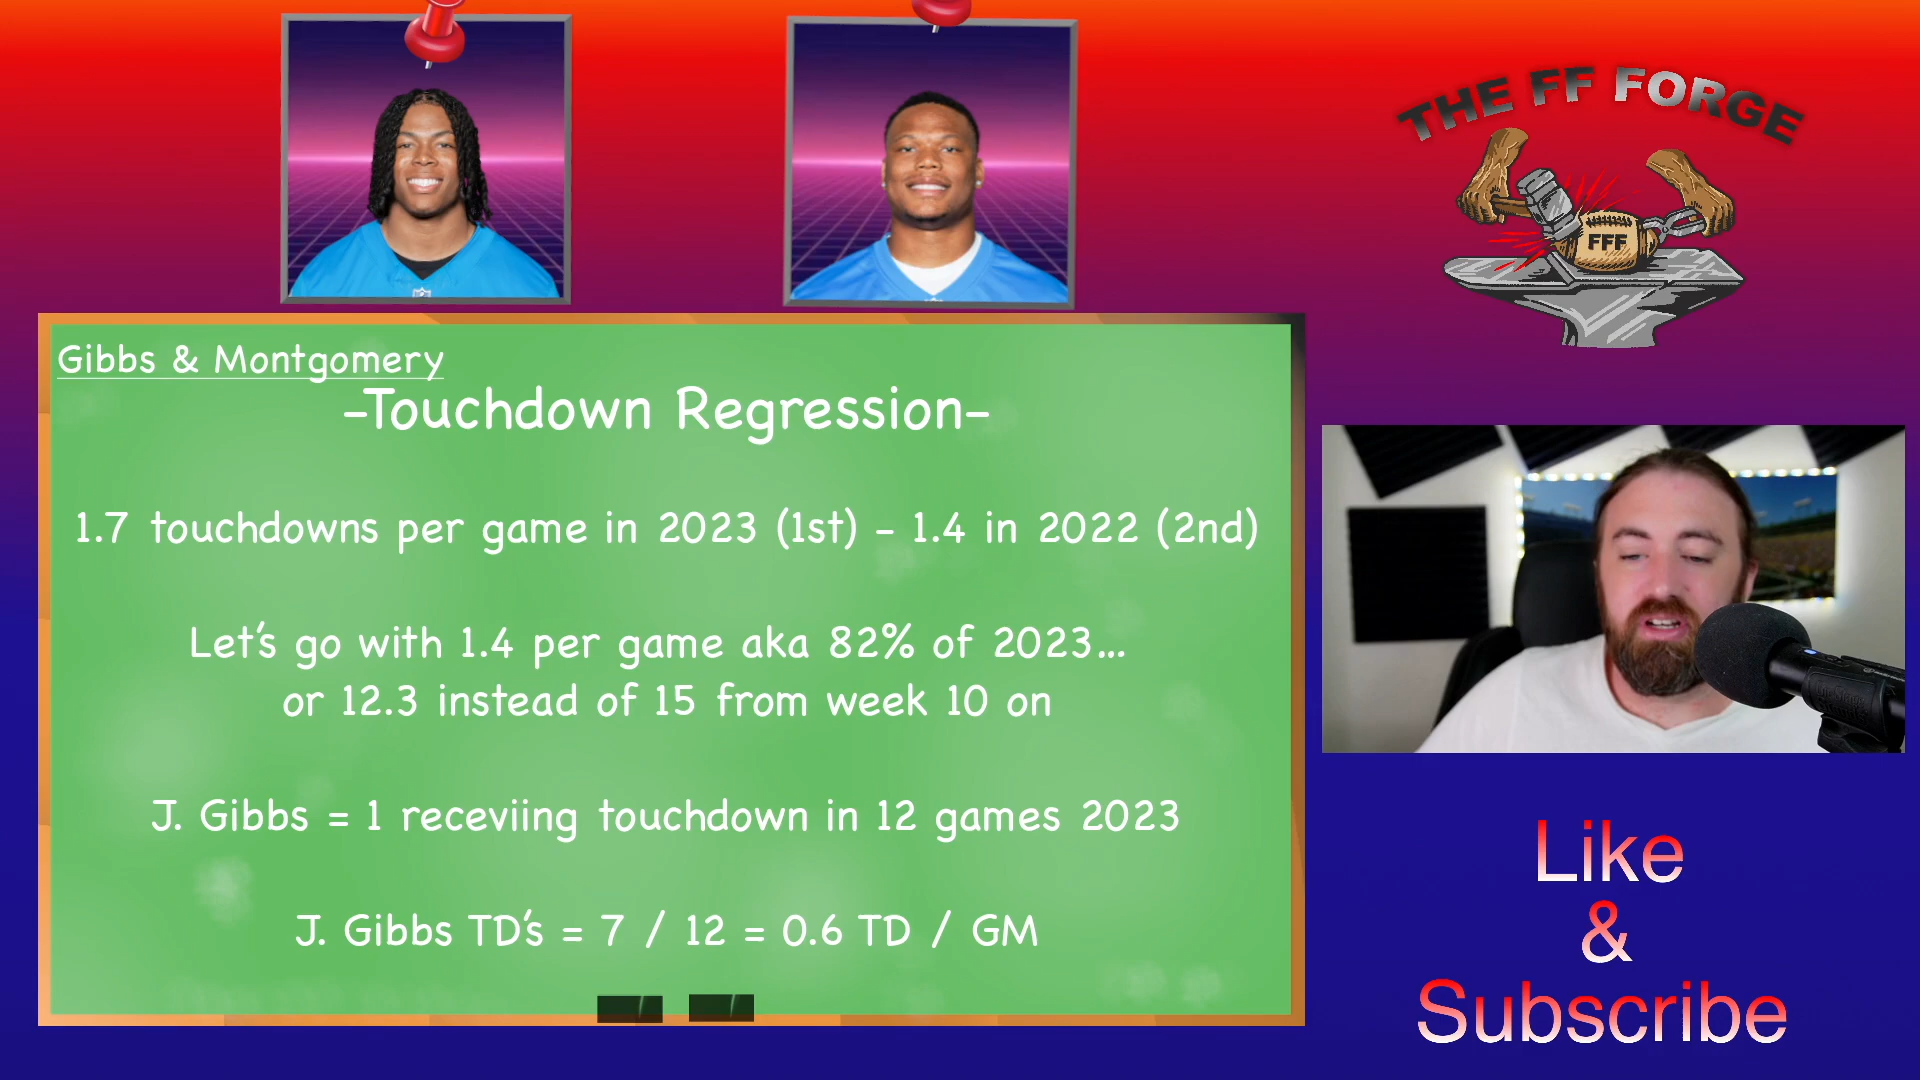 THE FF FORGE
FFF
Gibbs & Montgomery
-Touchdown Regression-
1.7 touchdowns per game in 2023 (1st) - 1.4 in 2022 (2nd)
Let's go with 1.4 per game aka 82% of 2023...
or 12.3 instead of 15 from week 10 on
J. Gibbs = 1 receviing touchdown in 12 games 2023
J. Gibbs TD's = 7 / 12 = 0.6 TD / GM
Like
&
Subscribe